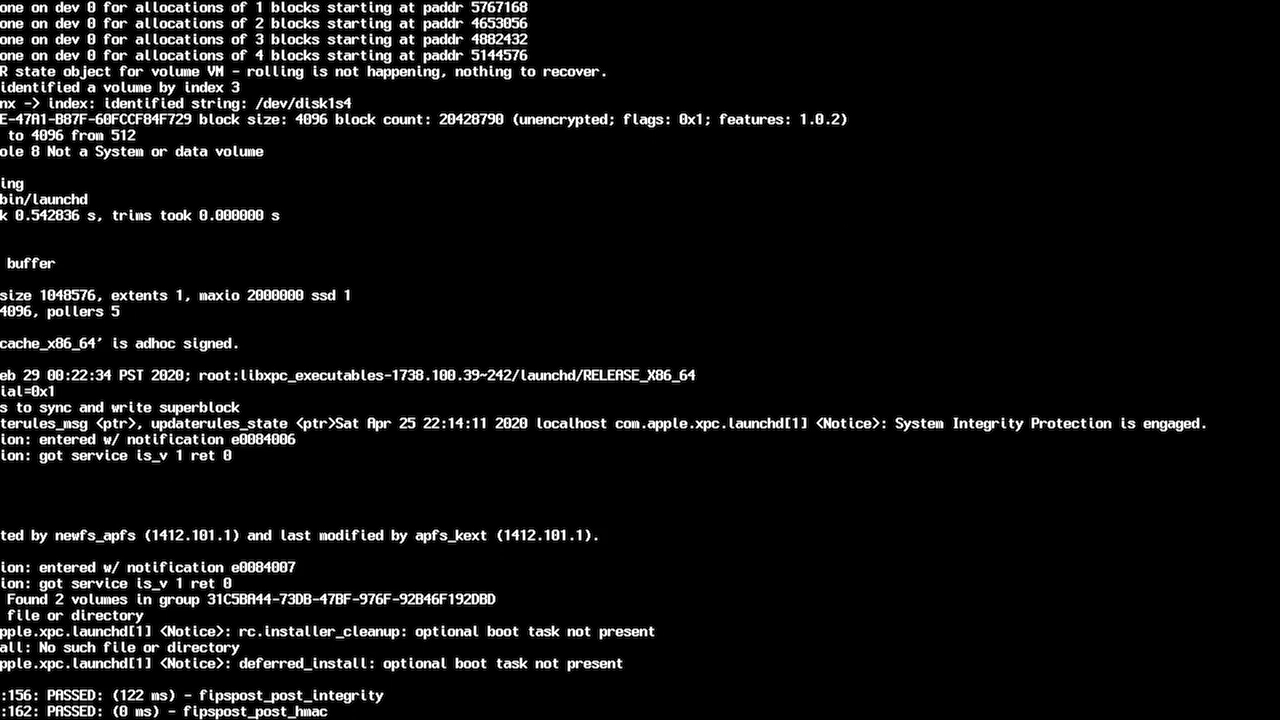 one on dev 0 for allocations of 1 blocks starting at paddr 5767168
one on dev 0 for allocations of 2 blocks starting at paddr 4653056
one on dev 0 for allocations of 3 blocks starting at paddr 4882432
one on dev 0 for allocations of 4 blocks starting at paddr 5144576
R state object for volume VM - rolling is not happening, nothing to recover.
identified a volume by index 3
nx -> index: identified string: /dev/disk1s4
E-47A1-B87F-60FCCF84F729 block size: 4096 block count: 20428790 (unencrypted; flags: 0x1; features: 1.0.2)
to 4096 from 512
ole 8 Not a System or data volume
ing
bin/launchd
k 0.542836 s, trims took 0.000000 s
buffer
size 1048576, extents 1, maxio 2000000 ssd 1
4096, pollers 5
cache_x86_64' is adhoc signed.
eb 29 00:22:34 PST 2020; root:libxpc_executables-1738.100.39~242/launchd/RELEASE_X86_64
ial=0x1
s to sync and write superblock
terules_msg <ptr>, updaterules_state <ptr>Sat Apr 25 22:14:11 2020 localhost com.apple.xpc.launchd[1] <Notice>: System Integrity Protection is engaged.
ion: entered w/ notification e0084006
ion: got service is_v 1 ret 0
ted by newfs_apfs (1412.101.1) and last modified by apfs_kext (1412.101.1).
ion: entered w/ notification e0084007
ion: got service is_v 1 ret 0
Found 2 volumes in group 31C5BA44-73DB-47BF-976F-92B46F192DBD
file or directory
pple.xpc.launchd[1] <Notice>: rc.installer_cleanup: optional boot task not present
all: No such file or directory
pple.xpc.launchd[1] <Notice>: deferred_install: optional boot task not present
:156: PASSED: (122 ms) - fipspost_post_integrity
:162: PASSED: (0 ms) - fipspost_post_hmac